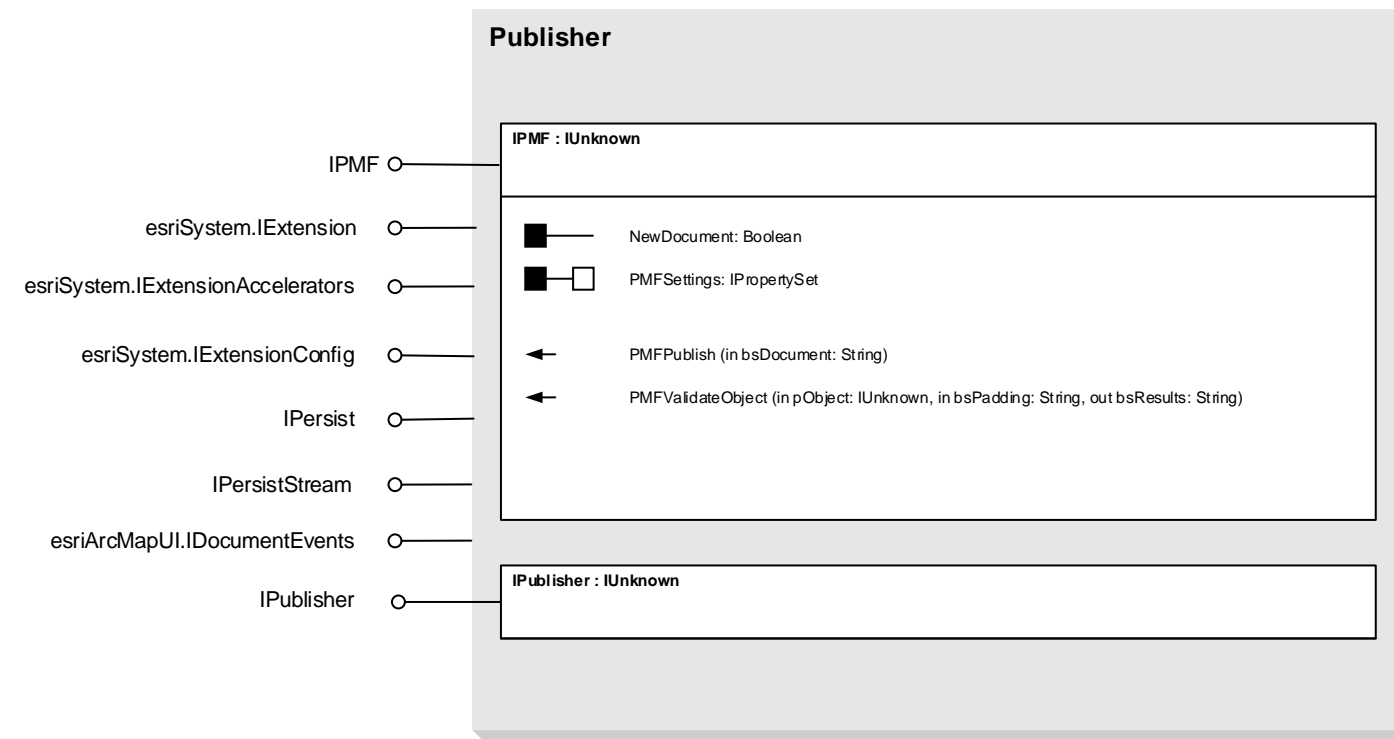 Publisher
IPMF : IUnknown
IPMF
esriSystem.IExtension
NewDocument: Boolean
esriSystem.IExtensionAccelerators
PMFSettings: IPropertySet
esriSystem.IExtensionConfig
PMFPublish (in bsDocument: String)
PMFValidateObject (in pObject: IUnknown, in bsPadding: String, out bsResults: String)
IPersist
IPersistStream
esriArcMapUI.IDocumentEvents
IPublisher : IUnknown
IPublisher